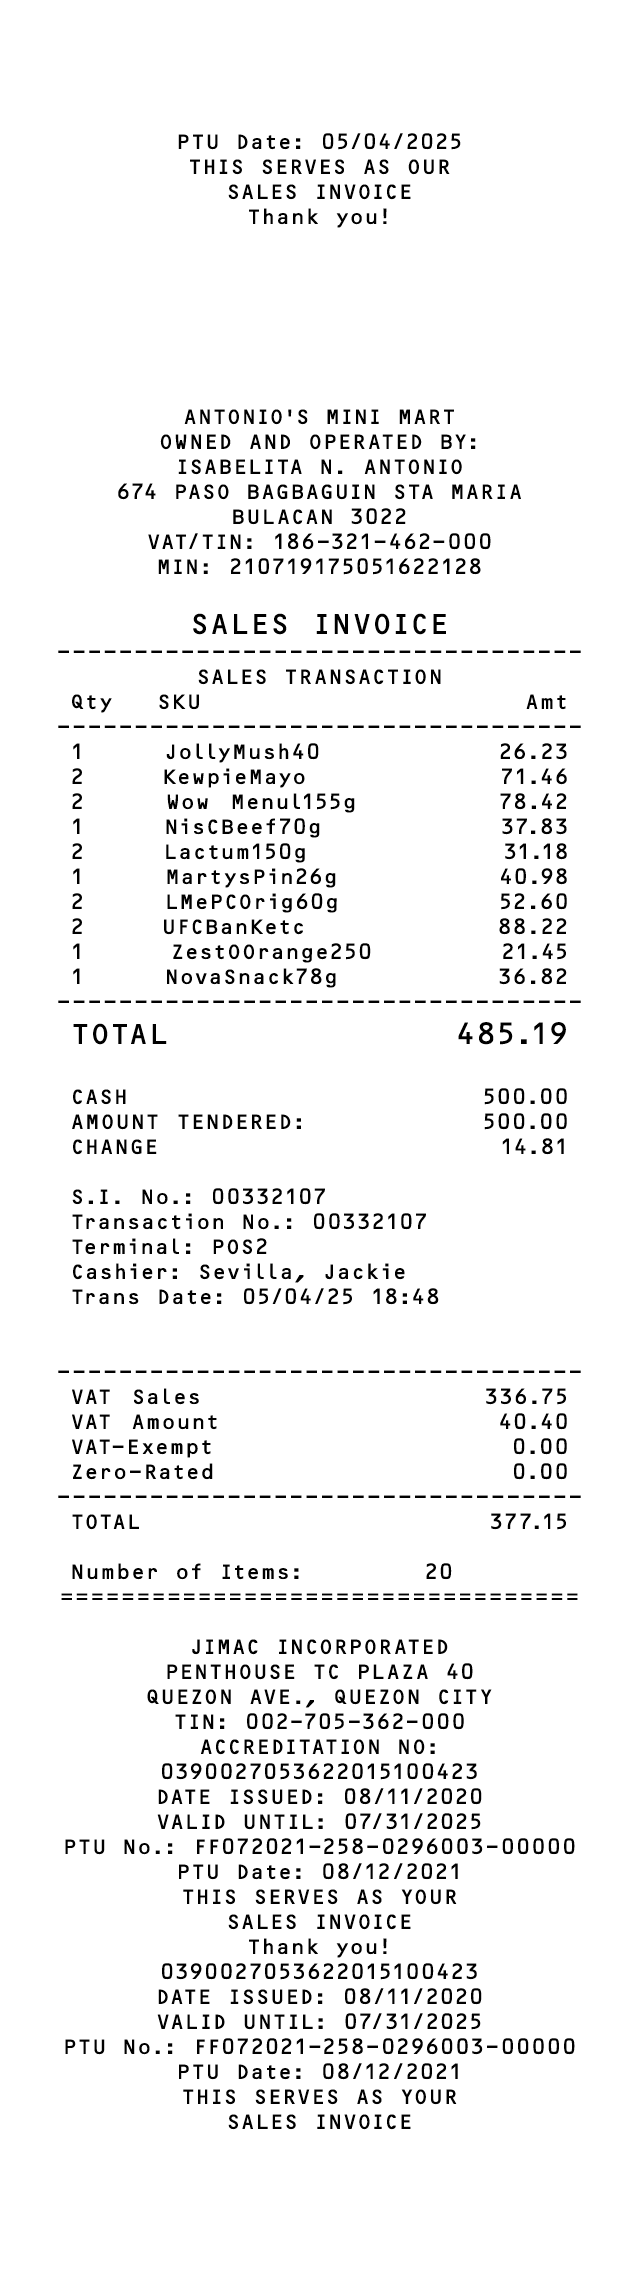 PTU Date: 05/04/2025
THIS SERVES AS OUR
SALES INVOICE
Thank you!
ANTONIO'S MINI MART
OWNED AND OPERATED BY:
ISABELITA N. ANTONIO
674 PASO BAGBAGUIN STA MARIA
BULACAN 3022
VAT/TIN: 186-321-462-000
MIN: 210719175051622128
SALES INVOICE
----------------------------------
SALES TRANSACTION
Qty SKU Amt
----------------------------------
1 JollyMush40 26.23
2 KewpieMayo 71.46
2 Wow Menul155g 78.42
1 NisCBeef70g 37.83
2 Lactum150g 31.18
1 MartysPin26g 40.98
2 LMePCOrig60g 52.60
2 UFCBanKetc 88.22
1 ZestOOrange250 21.45
1 NovaSnack78g 36.82
----------------------------------
TOTAL 485.19
CASH 500.00
AMOUNT TENDERED: 500.00
CHANGE 14.81
S.I. No.: 00332107
Transaction No.: 00332107
Terminal: POS2
Cashier: Sevilla, Jackie
Trans Date: 05/04/25 18:48
----------------------------------
VAT Sales 336.75
VAT Amount 40.40
VAT-Exempt 0.00
Zero-Rated 0.00
----------------------------------
TOTAL 377.15
Number of Items: 20
==================================
JIMAC INCORPORATED
PENTHOUSE TC PLAZA 40
QUEZON AVE., QUEZON CITY
TIN: 002-705-362-000
ACCREDITATION NO:
0390027053622015100423
DATE ISSUED: 08/11/2020
VALID UNTIL: 07/31/2025
PTU No.: FF072021-258-0296003-00000
PTU Date: 08/12/2021
THIS SERVES AS YOUR
SALES INVOICE
Thank you!
0390027053622015100423
DATE ISSUED: 08/11/2020
VALID UNTIL: 07/31/2025
PTU No.: FF072021-258-0296003-00000
PTU Date: 08/12/2021
THIS SERVES AS YOUR
SALES INVOICE